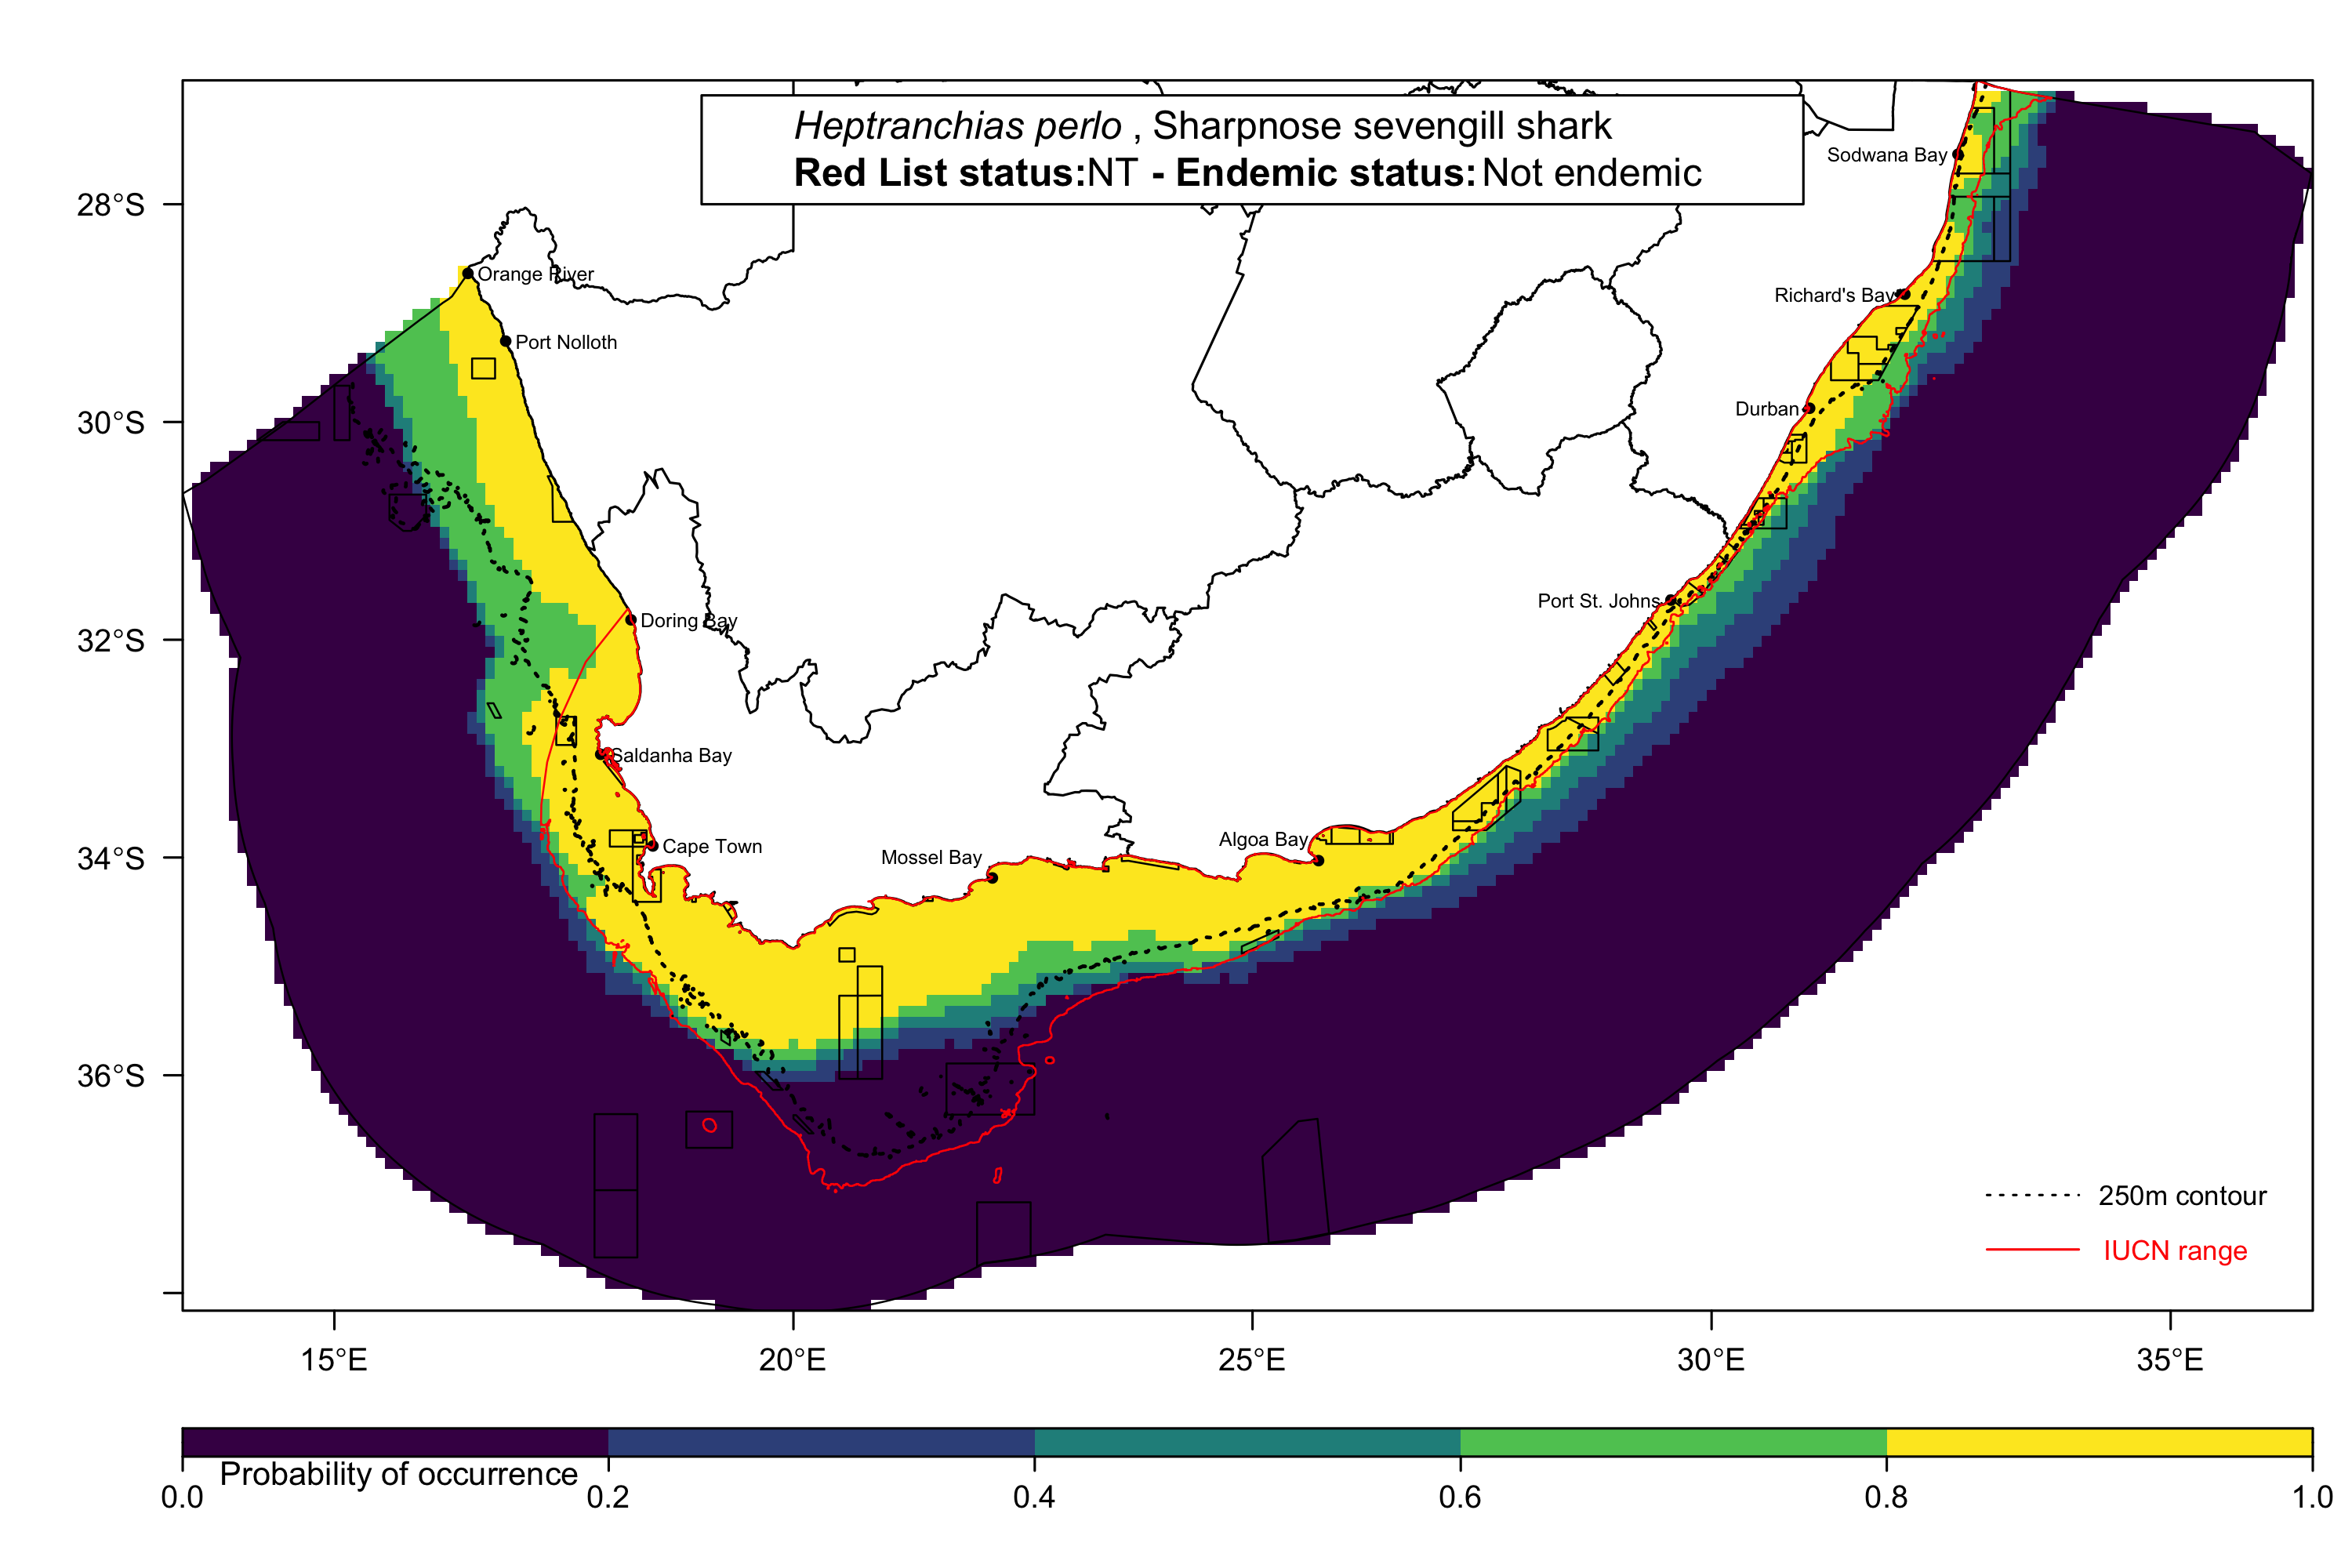 Heptranchias perlo , Sharpnose sevengill shark
Red List status:NT - Endemic status: Not endemic
Sodwana Bay
28°S
Orange River
Richard's Bay
Port Nolloth
Durban
30°S
Port St. Johns
Doring Bay
32°S
Saldanha Bay
Algoa Bay
Cape Town
Mossel Bay
34°S
36°S
250m contour
IUCN range
15°E
20°E
25°E
30°E
35°E
Probability of occurrence
0.0
0.2
0.4
0.6
0.8
1.0